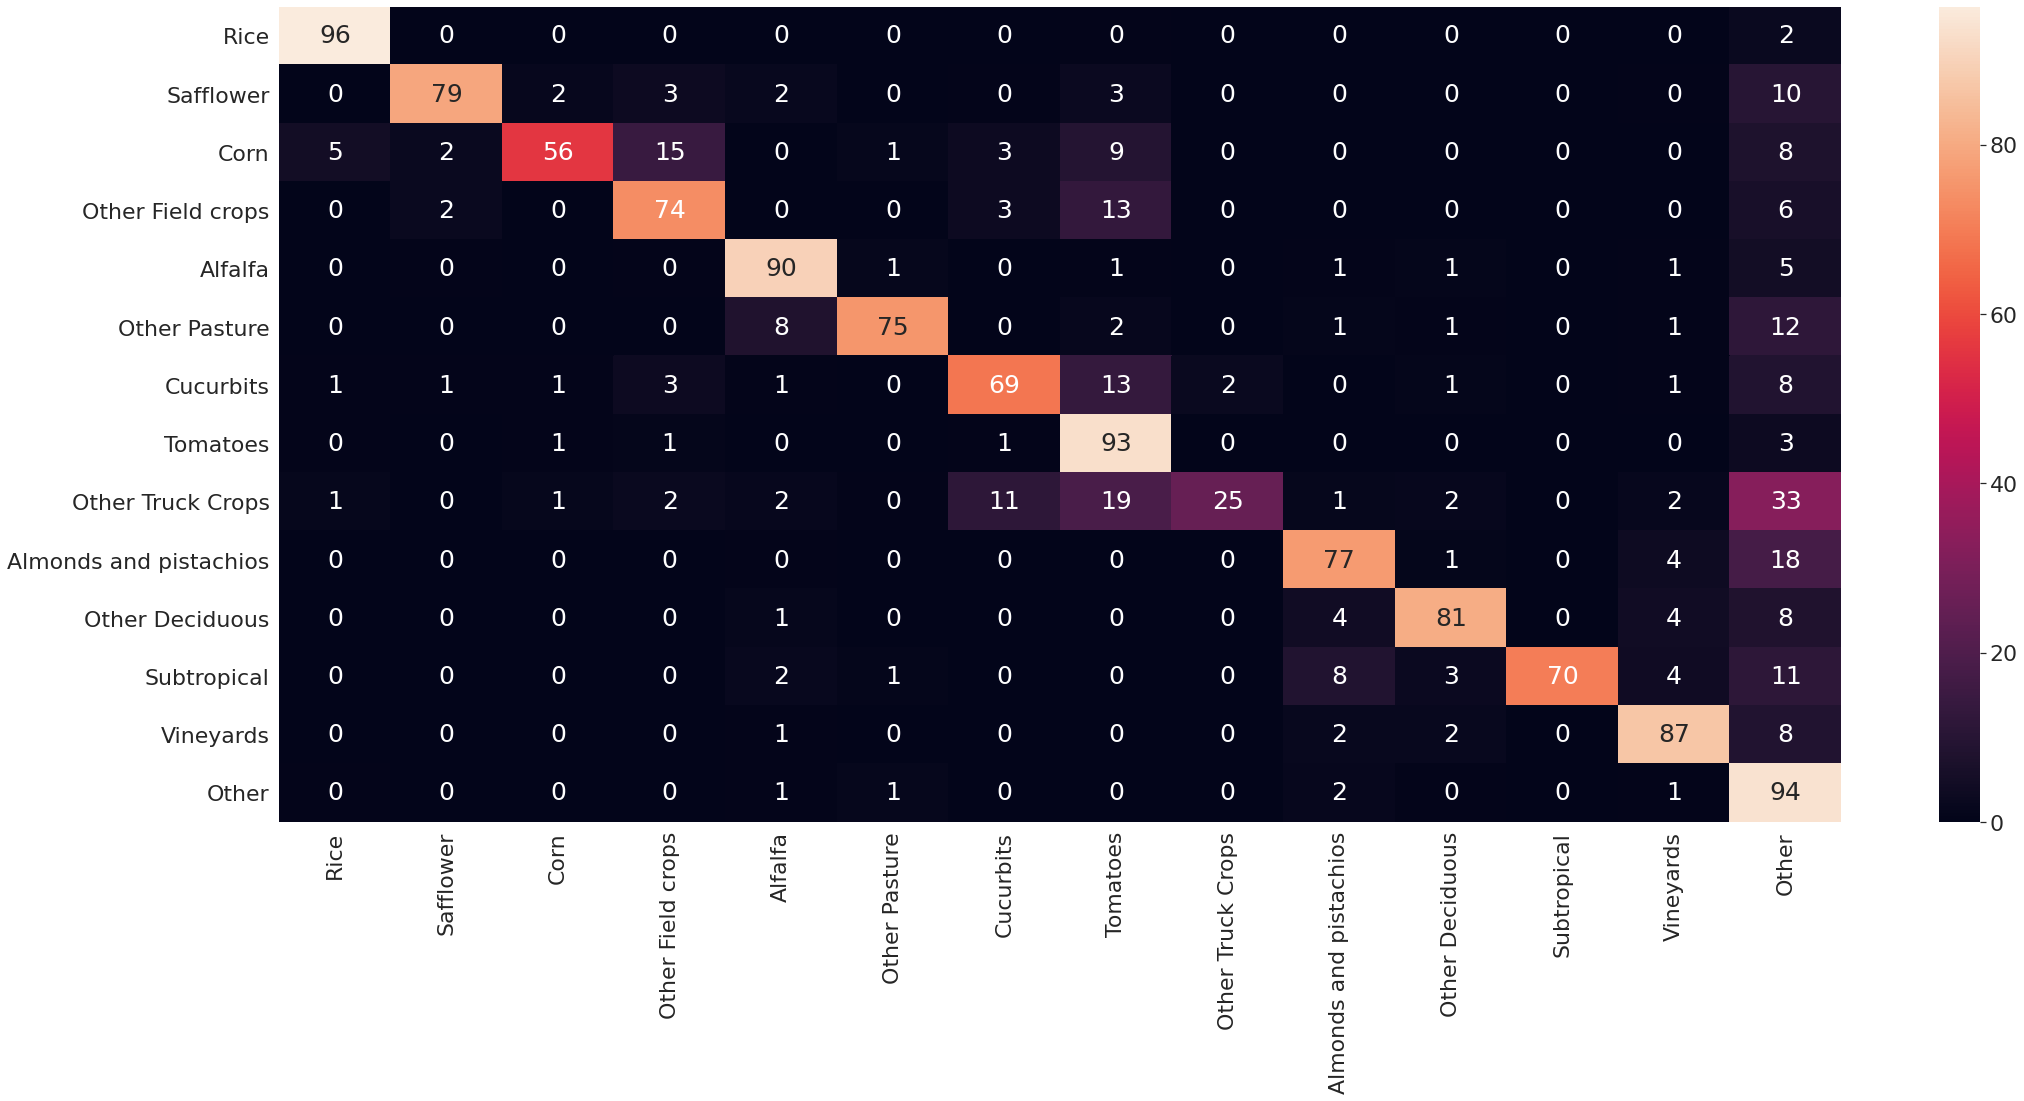 Rice 96 0 0 0 0 0 0 0 0 0 0 0 0 2
Safflower 0 79 2 3 2 0 0 3 0 0 0 0 0 10
Corn 5 2 56 15 0 1 3 9 0 0 0 0 0 8
Other Field crops 0 2 0 74 0 0 3 13 0 0 0 0 0 6
Alfalfa 0 0 0 0 90 1 0 1 0 1 1 0 1 5
Other Pasture 0 0 0 0 8 75 0 2 0 1 1 0 1 12
Cucurbits 1 1 1 3 1 0 69 13 2 0 1 0 1 8
Tomatoes 0 0 1 1 0 0 1 93 0 0 0 0 0 3
Other Truck Crops 1 0 1 2 2 0 11 19 25 1 2 0 2 33
Almonds and pistachios 0 0 0 0 0 0 0 0 0 77 1 0 4 18
Other Deciduous 0 0 0 0 1 0 0 0 0 4 81 0 4 8
Subtropical 0 0 0 0 2 1 0 0 0 8 3 70 4 11
Vineyards 0 0 0 0 1 0 0 0 0 2 2 0 87 8
Other 0 0 0 0 1 1 0 0 0 2 0 0 1 94
Rice
Safflower
Corn
Other Field crops
Alfalfa
Other Pasture
Cucurbits
Tomatoes
Other Truck Crops
Almonds and pistachios
Other Deciduous
Subtropical
Vineyards
Other
80
60
40
20
0